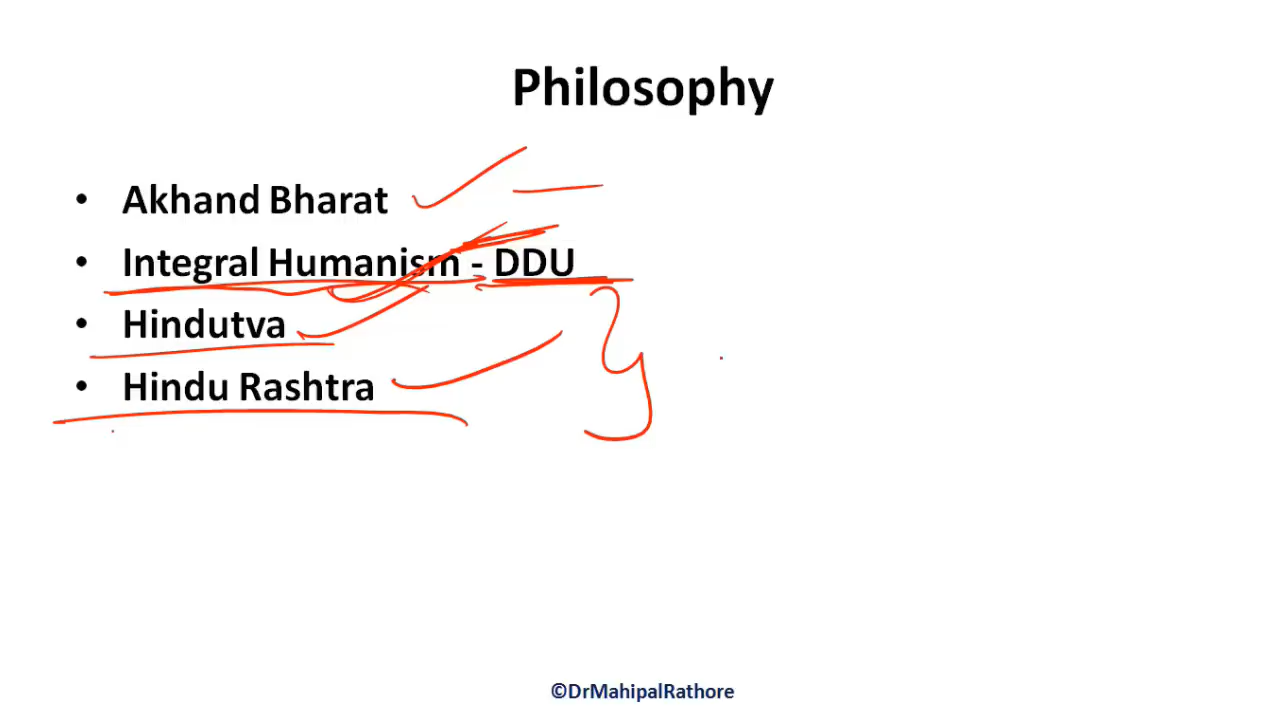 Philosophy
• Akhand Bharat
• Integral Humanism - DDU
• Hindutva
• Hindu Rashtra
©DrMahipalRathore